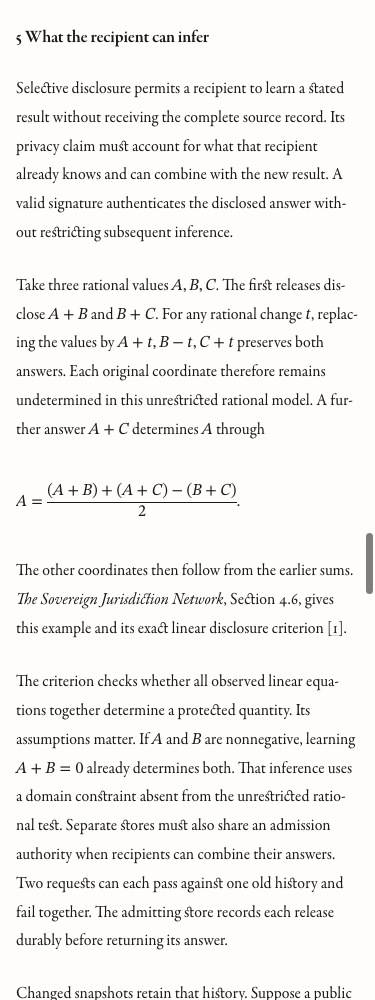 5 What the recipient can infer
Selective disclosure permits a recipient to learn a stated
result without receiving the complete source record. Its
privacy claim must account for what that recipient
already knows and can combine with the new result. A
valid signature authenticates the disclosed answer with-
out restricting subsequent inference.
Take three rational values A, B, C. The first releases dis-
close A + B and B + C. For any rational change t, replac-
ing the values by A + t, B − t, C + t preserves both
answers. Each original coordinate therefore remains
undetermined in this unrestricted rational model. A fur-
ther answer A + C determines A through
A = (A + B) + (A + C) − (B + C)
2
.
The other coordinates then follow from the earlier sums.
The Sovereign Jurisdiction Network, Section 4.6, gives
this example and its exact linear disclosure criterion [1].
The criterion checks whether all observed linear equa-
tions together determine a protected quantity. Its
assumptions matter. If A and B are nonnegative, learning
A + B = 0 already determines both. That inference uses
a domain constraint absent from the unrestricted ratio-
nal test. Separate stores must also share an admission
authority when recipients can combine their answers.
Two requests can each pass against one old history and
fail together. The admitting store records each release
durably before returning its answer.
Changed snapshots retain that history. Suppose a public